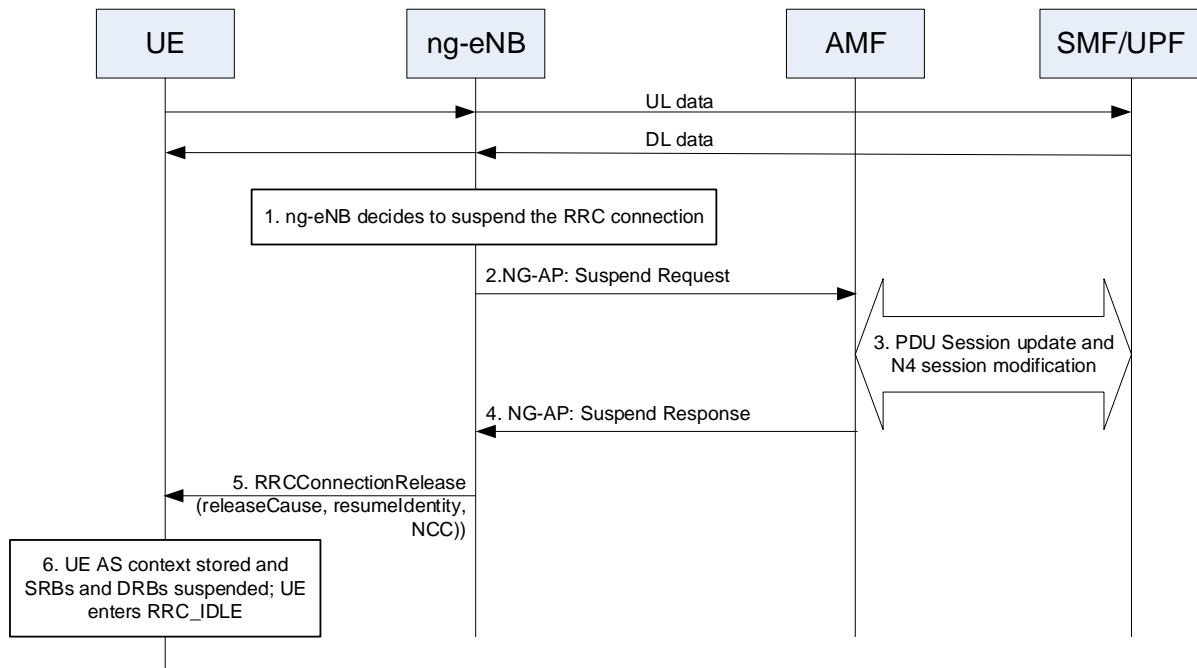 UE
ng-eNB
AMF
SMF/UPF
UL data
DL data
1. ng-eNB decides to suspend the RRC connection
2.NG-AP: Suspend Request
3. PDU Session update and
N4 session modification
4. NG-AP: Suspend Response
5. RRCConnectionRelease
(releaseCause, resumeIdentity,
NCC))
6. UE AS context stored and
SRBs and DRBs suspended; UE
enters RRC_IDLE